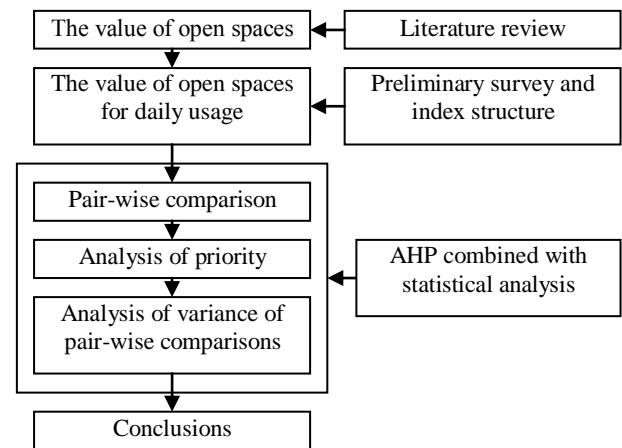 The value of open spaces
Literature review
The value of open spaces
for daily usage
Preliminary survey and
index structure
Pair-wise comparison
Analysis of priority
Analysis of variance of
pair-wise comparisons
AHP combined with
statistical analysis
Conclusions